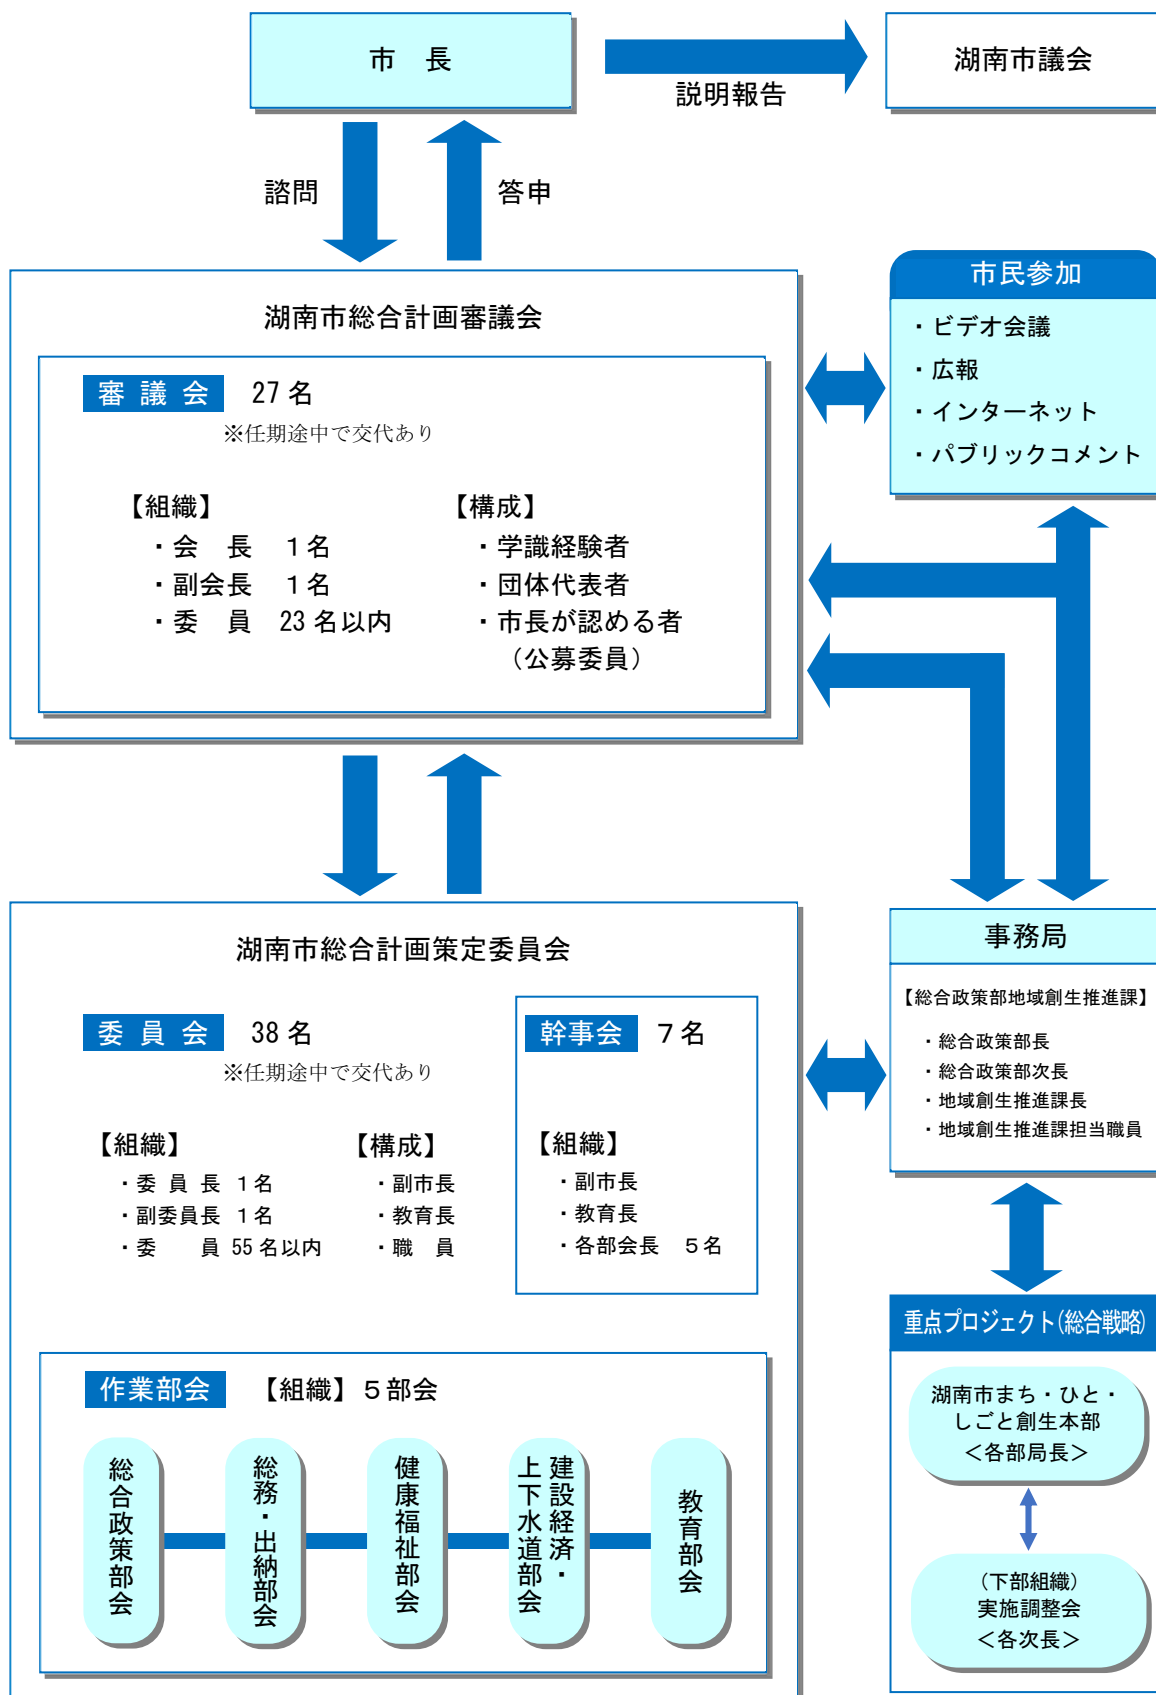 市　長
説明報告
湖南市議会
諮問
答申
湖南市総合計画審議会
審議会　27名
※任期途中で交代あり
【組織】
・会　長　１名
・副会長　１名
・委　員　23名以内
【構成】
・学識経験者
・団体代表者
・市長が認める者
（公募委員）
市民参加
・ビデオ会議
・広報
・インターネット
・パブリックコメント
湖南市総合計画策定委員会
委員会　38名
※任期途中で交代あり
【組織】
・委員長　１名
・副委員長　１名
・委　　員　55名以内
【構成】
・副市長
・教育長
・職　員
幹事会　７名
【組織】
・副市長
・教育長
・各部会長　５名
事務局
【総合政策部地域創生推進課】
・総合政策部長
・総合政策部次長
・地域創生推進課長
・地域創生推進課担当職員
作業部会　【組織】５部会
総合政策部会
総務・出納部会
健康福祉部会
建設経済・
上下水道部会
教育部会
重点プロジェクト(総合戦略)
湖南市まち・ひと・
しごと創生本部
＜各部局長＞
(下部組織)
実施調整会
＜各次長＞